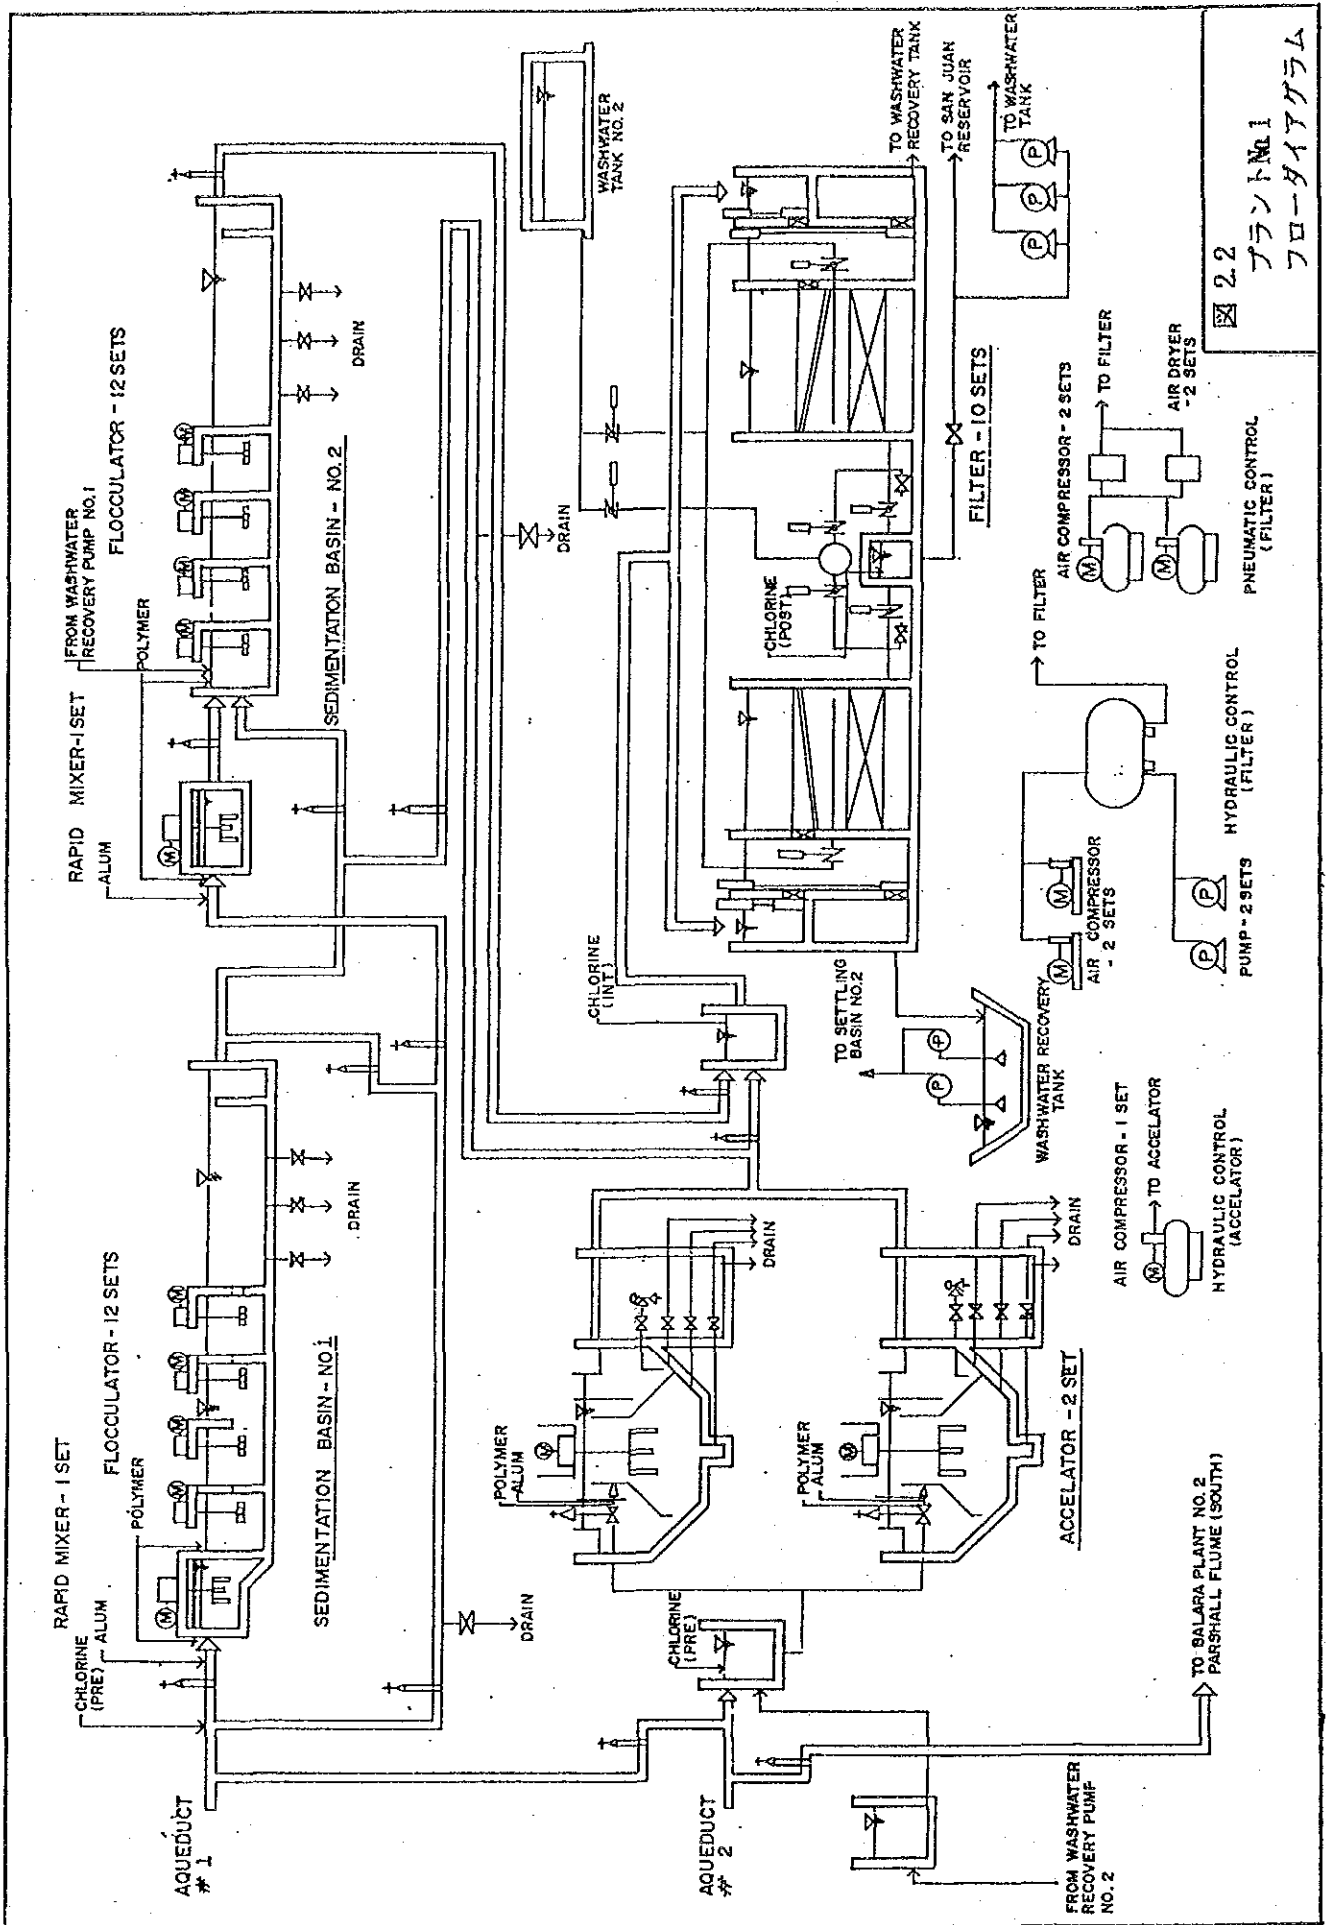 AQUEDUCT
# 1
CHLORINE
(PRE)
ALUM
RAPID MIXER-1 SET
POLYMER
FLOCCULATOR-12 SETS
M
M
M
M
M
SEDIMENTATION BASIN-NO1
DRAIN
DRAIN
RAPID MIXER-1 SET
ALUM
POLYMER
FROM WASHWATER
RECOVERY PUMP NO.1
FLOCCULATOR-12 SETS
M
M
M
M
M
SEDIMENTATION BASIN-NO.2
DRAIN
WASHWATER
TANK NO.2
DRAIN
AQUEDUCT
# 2
CHLORINE
(PRE)
POLYMER
ALUM
M
DRAIN
POLYMER
ALUM
M
DRAIN
ACCELATOR-2 SET
CHLORINE
(INT)
CHLORINE
(POST)
FILTER-10 SETS
TO WASHWATER
RECOVERY TANK
TO SAN JUAN
RESERVOIR
TO WASHWATER
TANK
P
P
P
TO SETTLING
BASIN NO.2
P
P
WASHWATER RECOVERY
TANK
FROM WASHWATER
RECOVERY PUMP
NO.2
TO BALARA PLANT NO.2
PARSHALL FLUME (SOUTH)
AIR COMPRESSOR-1 SET
M
TO ACCELATOR
HYDRAULIC CONTROL
(ACCELATOR)
AIR COMPRESSOR
-2 SETS
M
M
PUMP-2 SETS
P
P
TO FILTER
HYDRAULIC CONTROL
(FILTER)
AIR COMPRESSOR-2 SETS
M
M
TO FILTER
AIR DRYER
-2 SETS
PNEUMATIC CONTROL
(FILTER)
図 2.2
プラント№1
フローダイアグラム